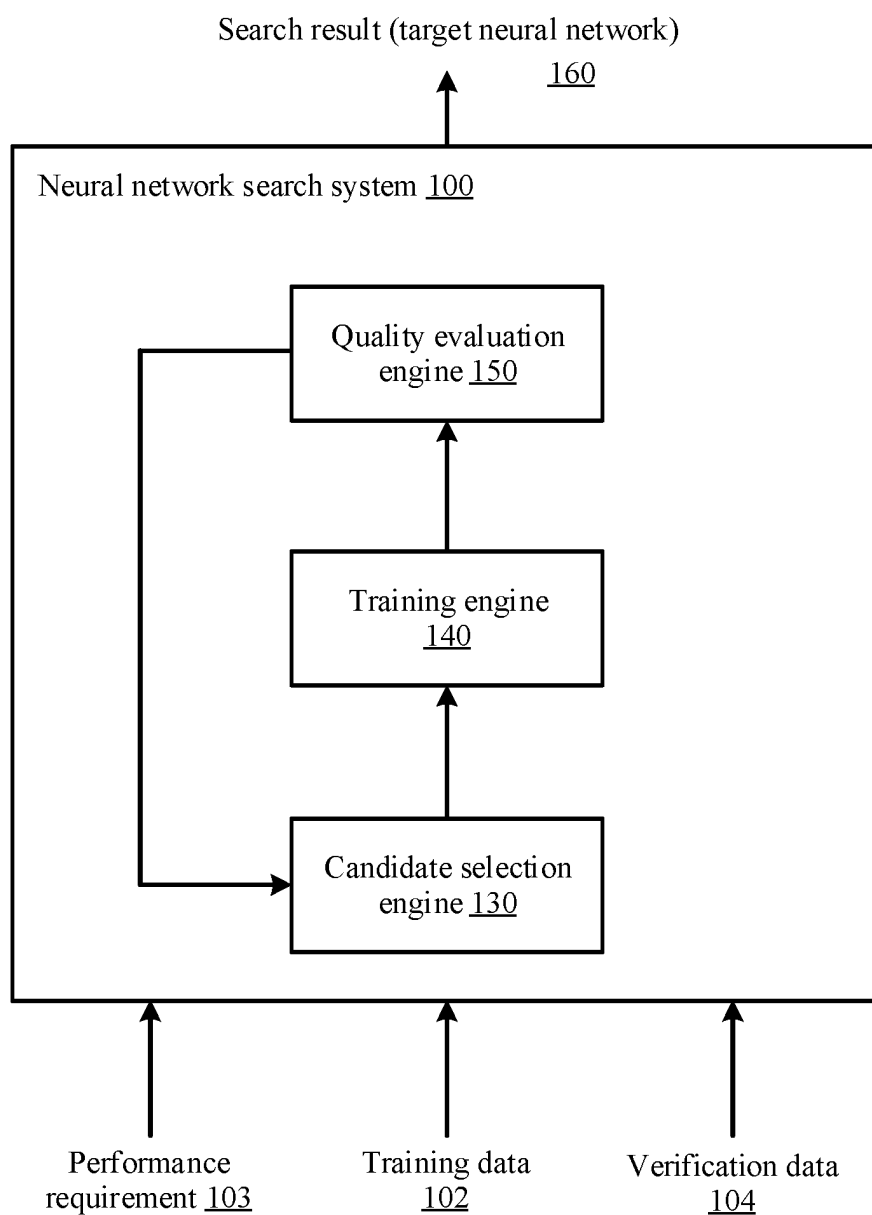 Search result (target neural network)
160
Neural network search system 100
Quality evaluation
engine 150
Training engine
140
Candidate selection
engine 130
Performance
requirement 103
Training data
102
Verification data
104